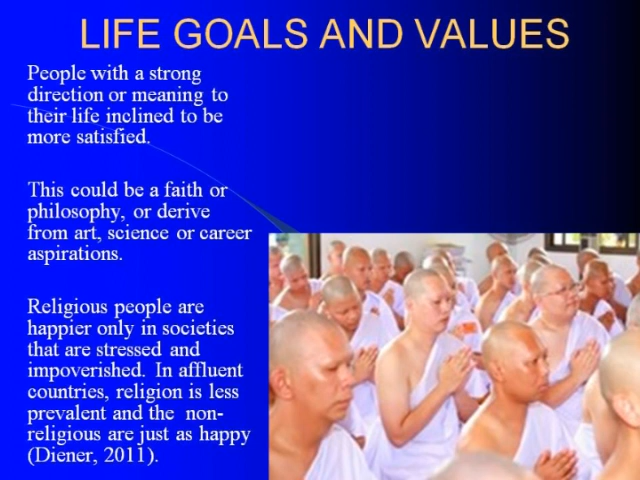 LIFE GOALS AND VALUES
People with a strong
direction or meaning to
their life inclined to be
more satisfied.
This could be a faith or
philosophy, or derive
from art, science or career
aspirations.
Religious people are
happier only in societies
that are stressed and
impoverished. In affluent
countries, religion is less
prevalent and the  non-
religious are just as happy
(Diener, 2011).